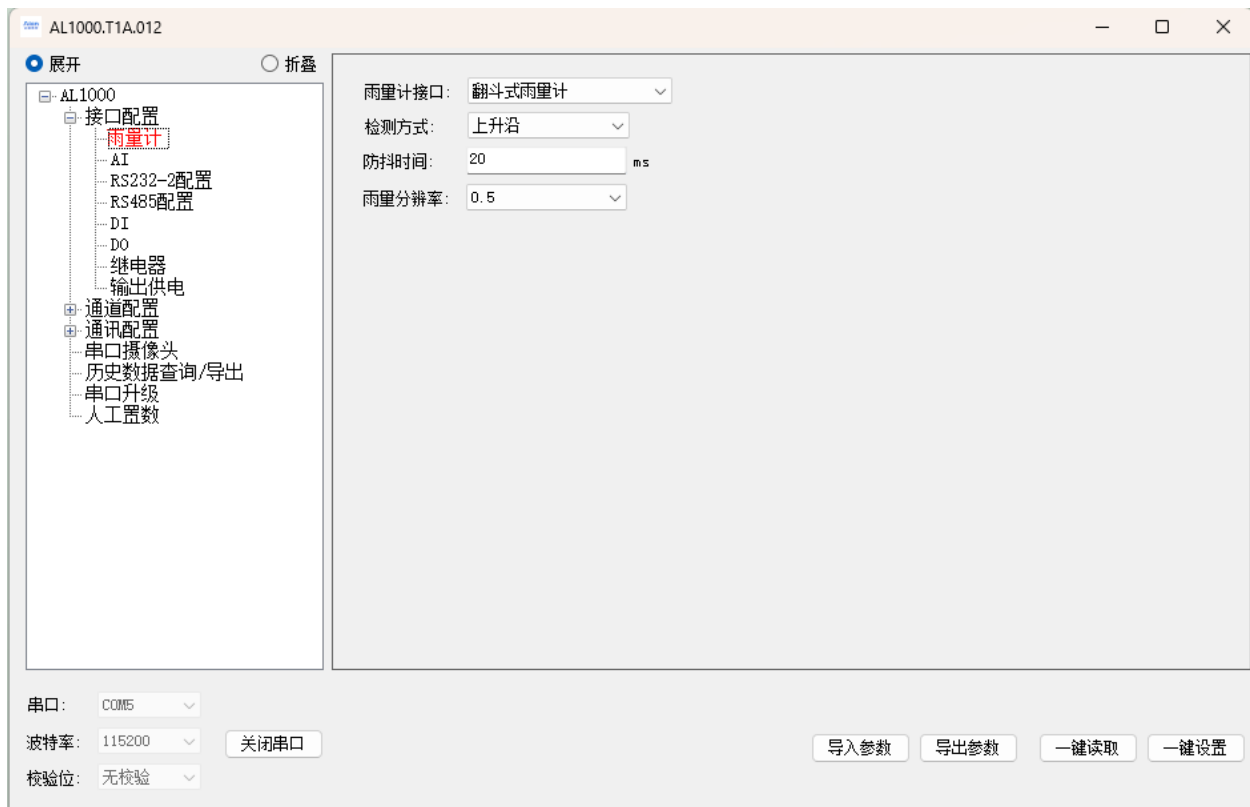 AL1000.T1A.012
展开 折叠
AL1000
接口配置
雨量计
AI
RS232-2配置
RS485配置
DI
DO
继电器
输出供电
通道配置
通讯配置
串口摄像头
历史数据查询/导出
串口升级
人工置数
雨量计接口: 翻斗式雨量计
检测方式: 上升沿
防抖时间: 20 ms
雨量分辨率: 0.5
串口: COM5
波特率: 115200 关闭串口
校验位: 无校验
导入参数 导出参数 一键读取 一键设置